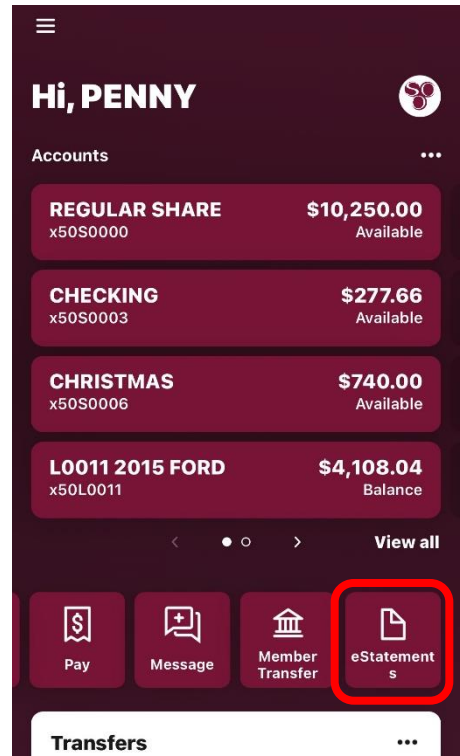 Hi, PENNY
SCO
Accounts
REGULAR SHARE $10,250.00
x50S0000 Available
CHECKING $277.66
x50S0003 Available
CHRISTMAS $740.00
x50S0006 Available
L0011 2015 FORD $4,108.04
x50L0011 Balance
View all
Pay
Message
Member
Transfer
eStatement
s
Transfers